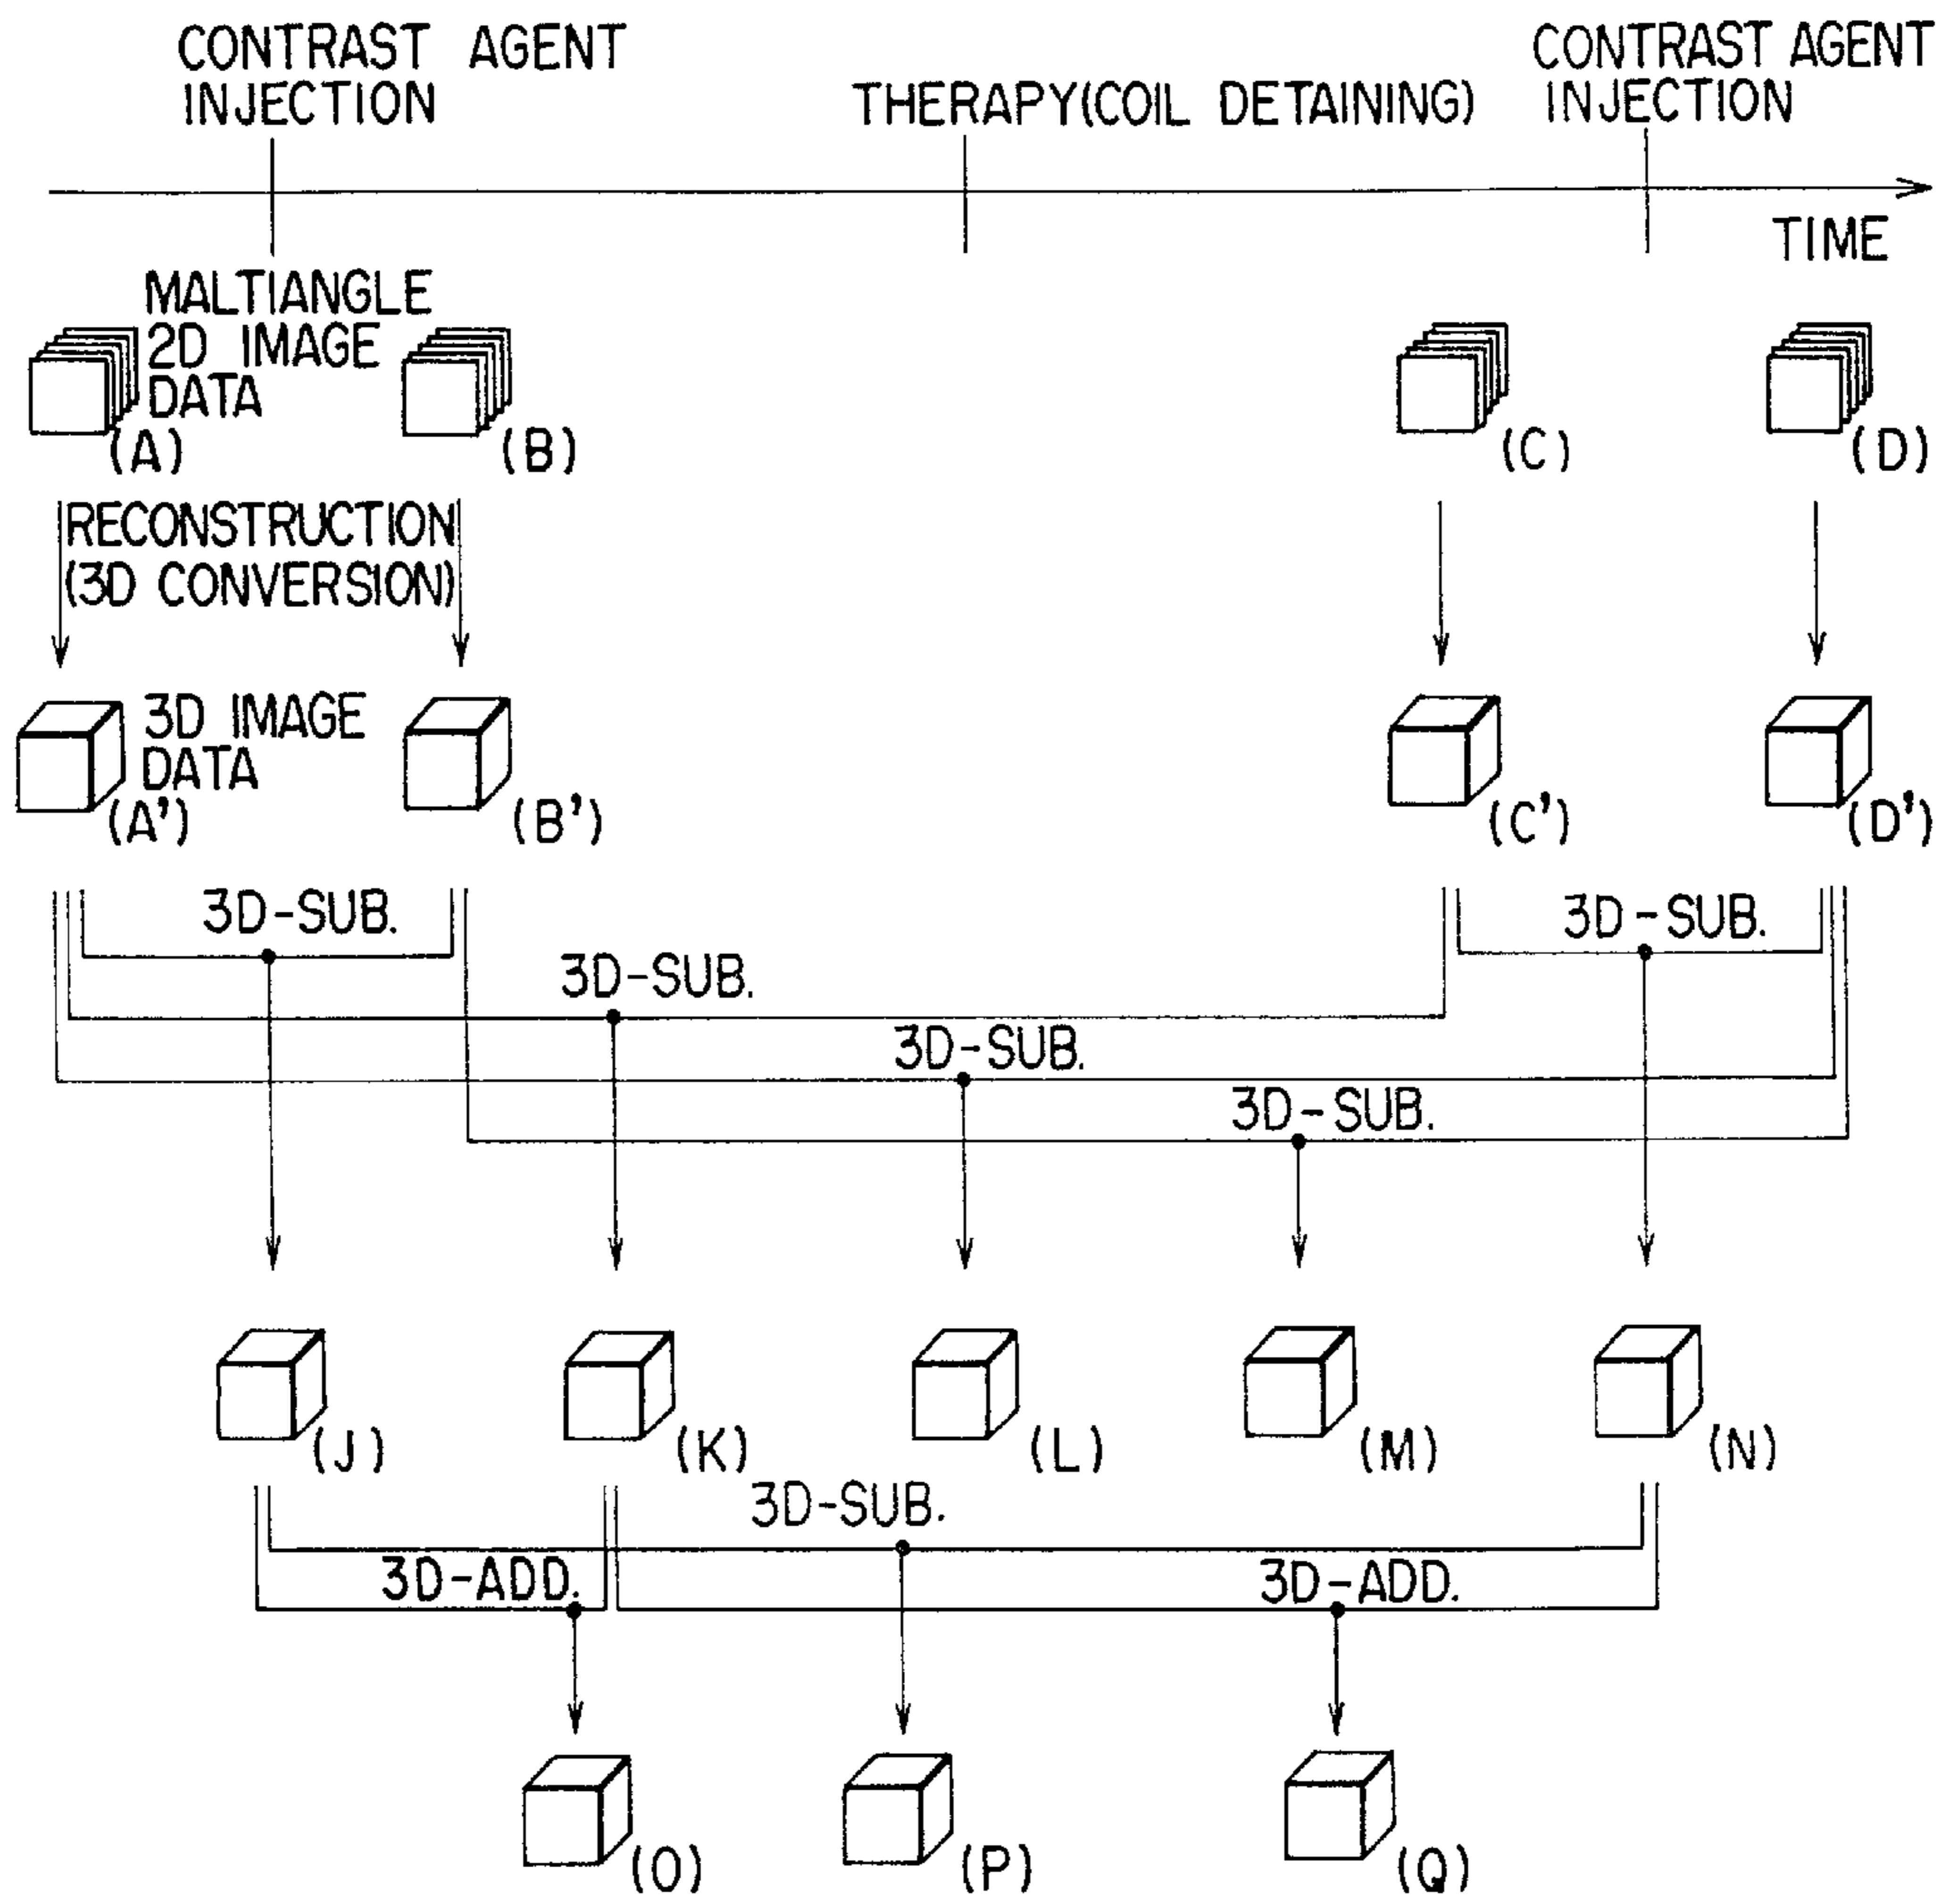 CONTRAST AGENT
INJECTION
THERAPY(COIL DETAINING)
CONTRAST AGENT
INJECTION
TIME
MALTIANGLE
2D IMAGE
DATA
(A)
(B)
(C)
(D)
RECONSTRUCTION
(3D CONVERSION)
3D IMAGE
DATA
(A')
(B')
(C')
(D')
3D-SUB.
3D-SUB.
3D-SUB.
3D-SUB.
3D-SUB.
(J)
(K)
(L)
(M)
(N)
3D-SUB.
3D-ADD.
3D-ADD.
(O)
(P)
(Q)